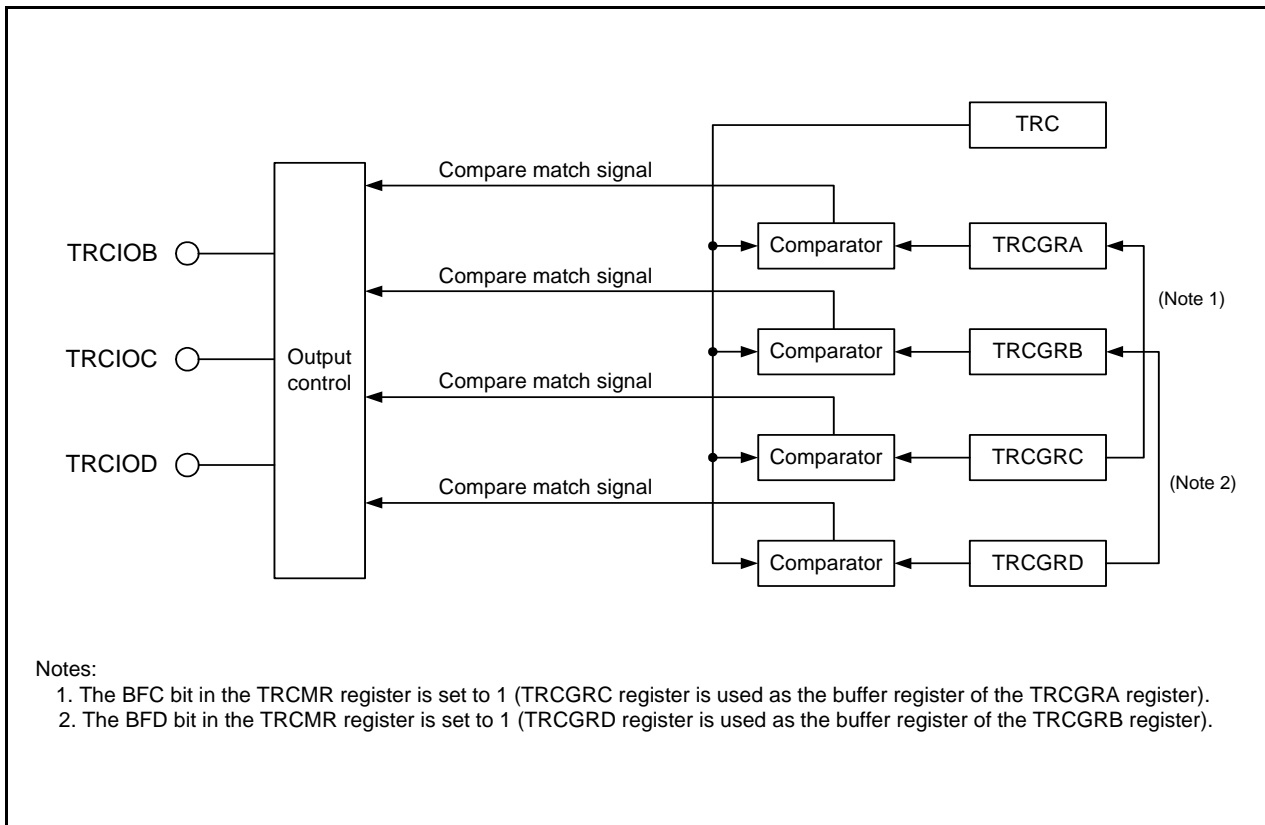 TRC
Compare match signal
Comparator
TRCGRA
TRCIOB
(Note 1)
Compare match signal
Comparator
TRCGRB
TRCIOC
Output
control
Compare match signal
Comparator
TRCGRC
TRCIOD
(Note 2)
Compare match signal
Comparator
TRCGRD
Notes:
1. The BFC bit in the TRCMR register is set to 1 (TRCGRC register is used as the buffer register of the TRCGRA register).
2. The BFD bit in the TRCMR register is set to 1 (TRCGRD register is used as the buffer register of the TRCGRB register).